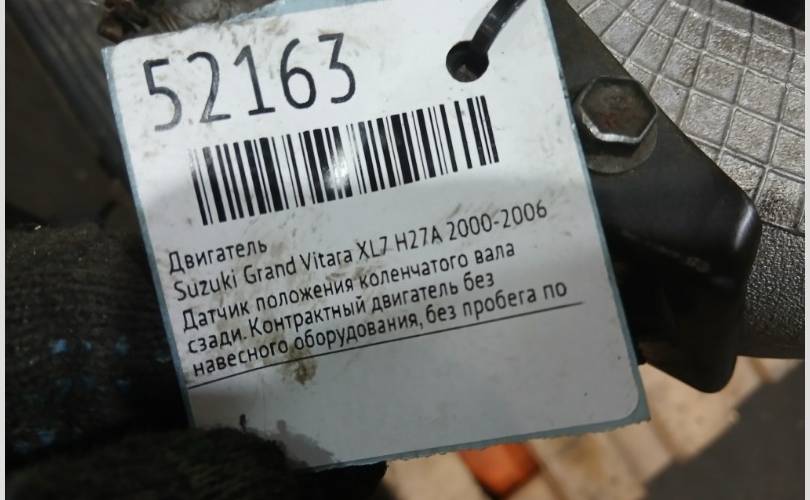 52163
Двигатель
Suzuki Grand Vitara XL7 H27A 2000-2006
Датчик положения коленчатого вала
сзади. Контрактный двигатель без
навесного оборудования, без пробега по